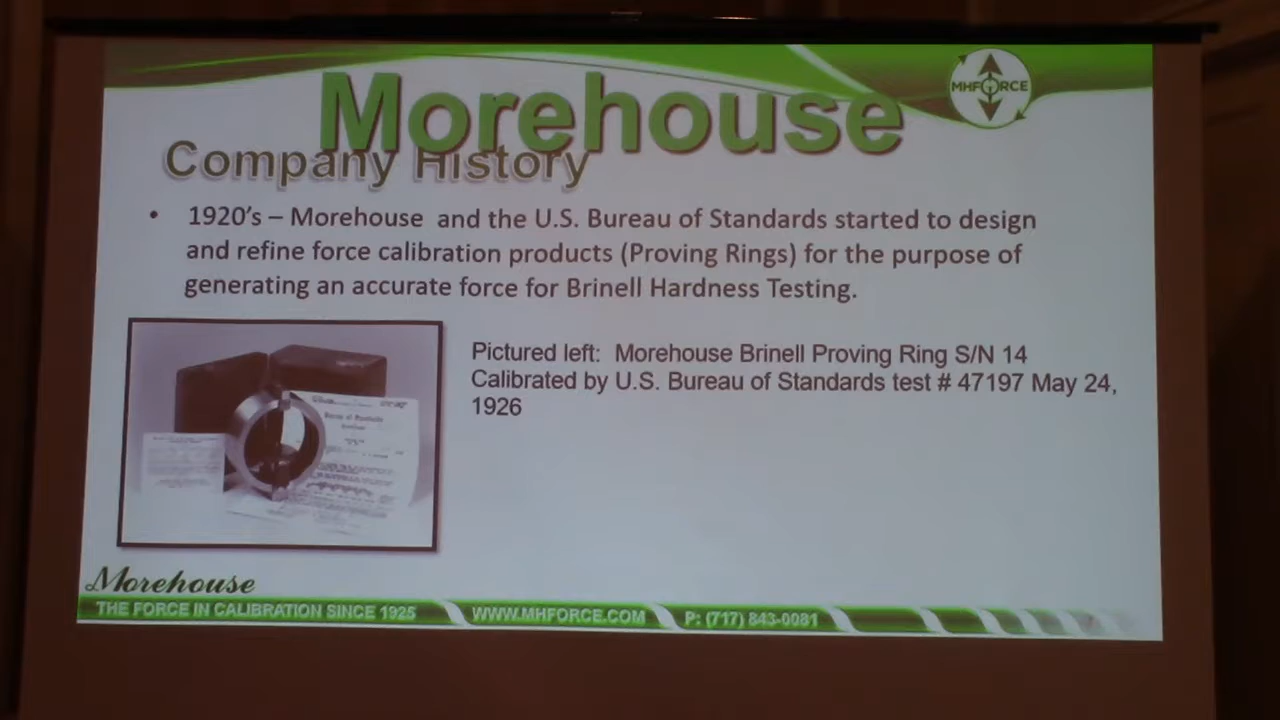 Morehouse
MHFORCE
Company History
• 1920's – Morehouse and the U.S. Bureau of Standards started to design
and refine force calibration products (Proving Rings) for the purpose of
generating an accurate force for Brinell Hardness Testing.
Pictured left: Morehouse Brinell Proving Ring S/N 14
Calibrated by U.S. Bureau of Standards test # 47197 May 24,
1926
Bureau of Standards
Morehouse
THE FORCE IN CALIBRATION SINCE 1925
WWW.MHFORCE.COM
P: (717) 843-0081